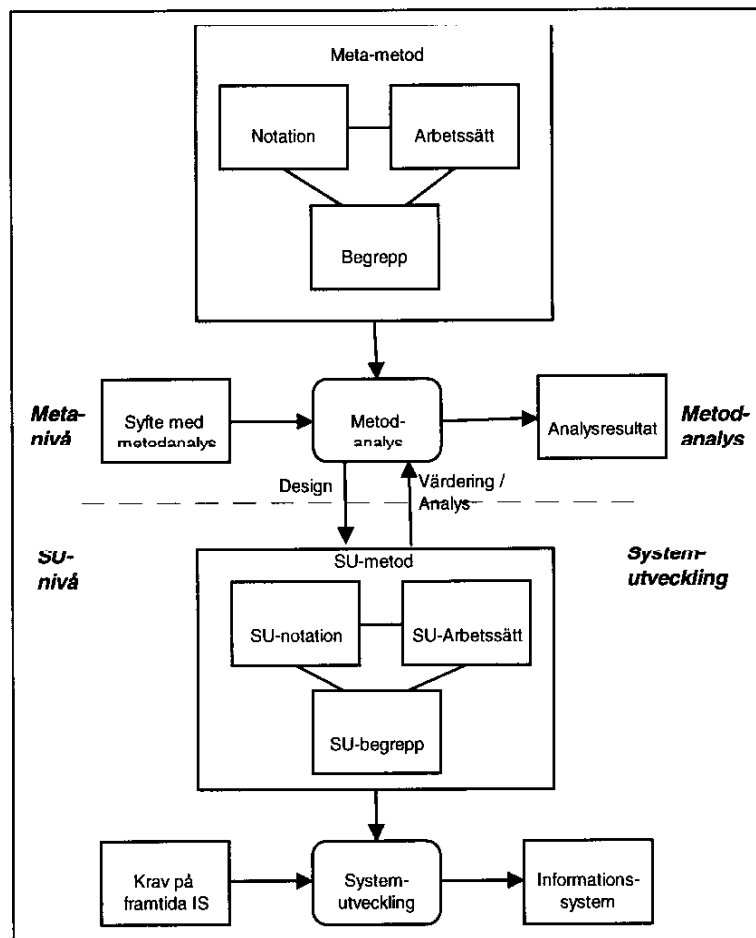 Meta-metod
Notation
Arbetssätt
Begrepp
Meta-
nivå
Syfte med
metodanalys
Metod-
analys
Analysresultat
Metod-
analys
Design
Värdering /
Analys
SU-
nivå
SU-metod
System-
utveckling
SU-notation
SU-Arbetssätt
SU-begrepp
Krav på
framtida IS
System-
utveckling
Informations-
system